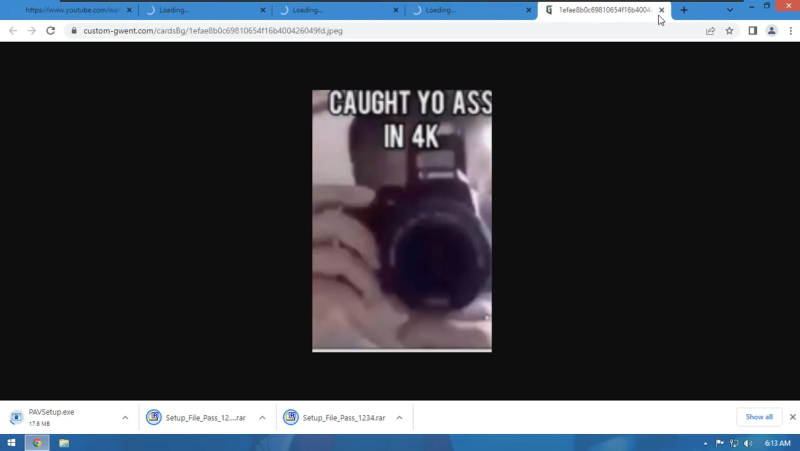 https://www.youtube.com/wa
Loading...
Loading...
Loading...
1efae8b0c69810654f16b4004
custom-gwent.com/cardsBg/1efae8b0c69810654f16b400426049fd.jpeg
CAUGHT YO ASS
IN 4K
PAVSetup.exe
17.6 MB
Setup_File_Pass_12....rar
Setup_File_Pass_1234.rar
Show all
6:13 AM